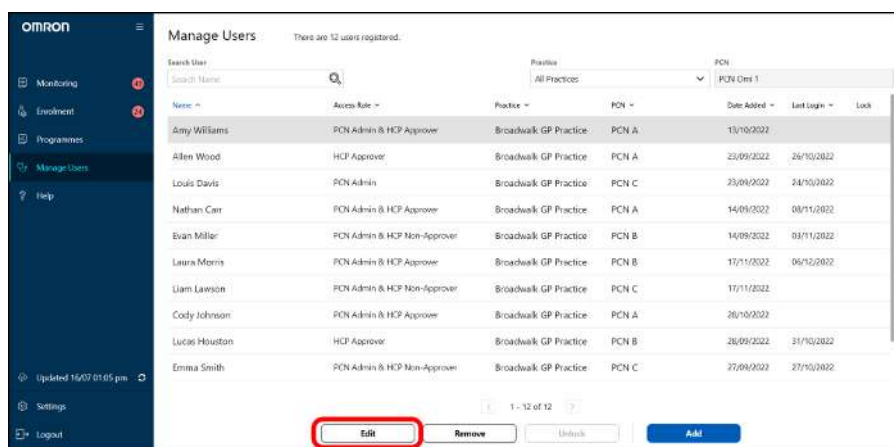 OMRON
Manage Users There are 12 users registered.
Search User Practice PCN
Search Name All Practices PCN Omi 1
Monitoring
Enrolment 24
Programmes
Manage Users
Help
Name Access Role Practice PCN Date Added Last Login Lock
Amy Williams PCN Admin & HCP Approver Broadwalk GP Practice PCN A 13/10/2022
Allen Wood HCP Approver Broadwalk GP Practice PCN A 23/09/2022 26/10/2022
Louis Davis PCN Admin Broadwalk GP Practice PCN C 23/09/2022 24/10/2022
Nathan Carr PCN Admin & HCP Approver Broadwalk GP Practice PCN A 14/09/2022 08/11/2022
Evan Miller PCN Admin & HCP Non-Approver Broadwalk GP Practice PCN B 14/09/2022 03/11/2022
Laura Morris PCN Admin & HCP Approver Broadwalk GP Practice PCN B 17/11/2022 06/12/2022
Liam Lawson PCN Admin & HCP Non-Approver Broadwalk GP Practice PCN C 17/11/2022
Cody Johnson PCN Admin & HCP Approver Broadwalk GP Practice PCN A 28/10/2022
Lucas Houston HCP Approver Broadwalk GP Practice PCN B 28/09/2022 31/10/2022
Emma Smith PCN Admin & HCP Non-Approver Broadwalk GP Practice PCN C 27/09/2022 27/10/2022
Updated 16/07 01:05 pm
Settings
Logout
1 - 12 of 12
Edit Remove Unlock Add